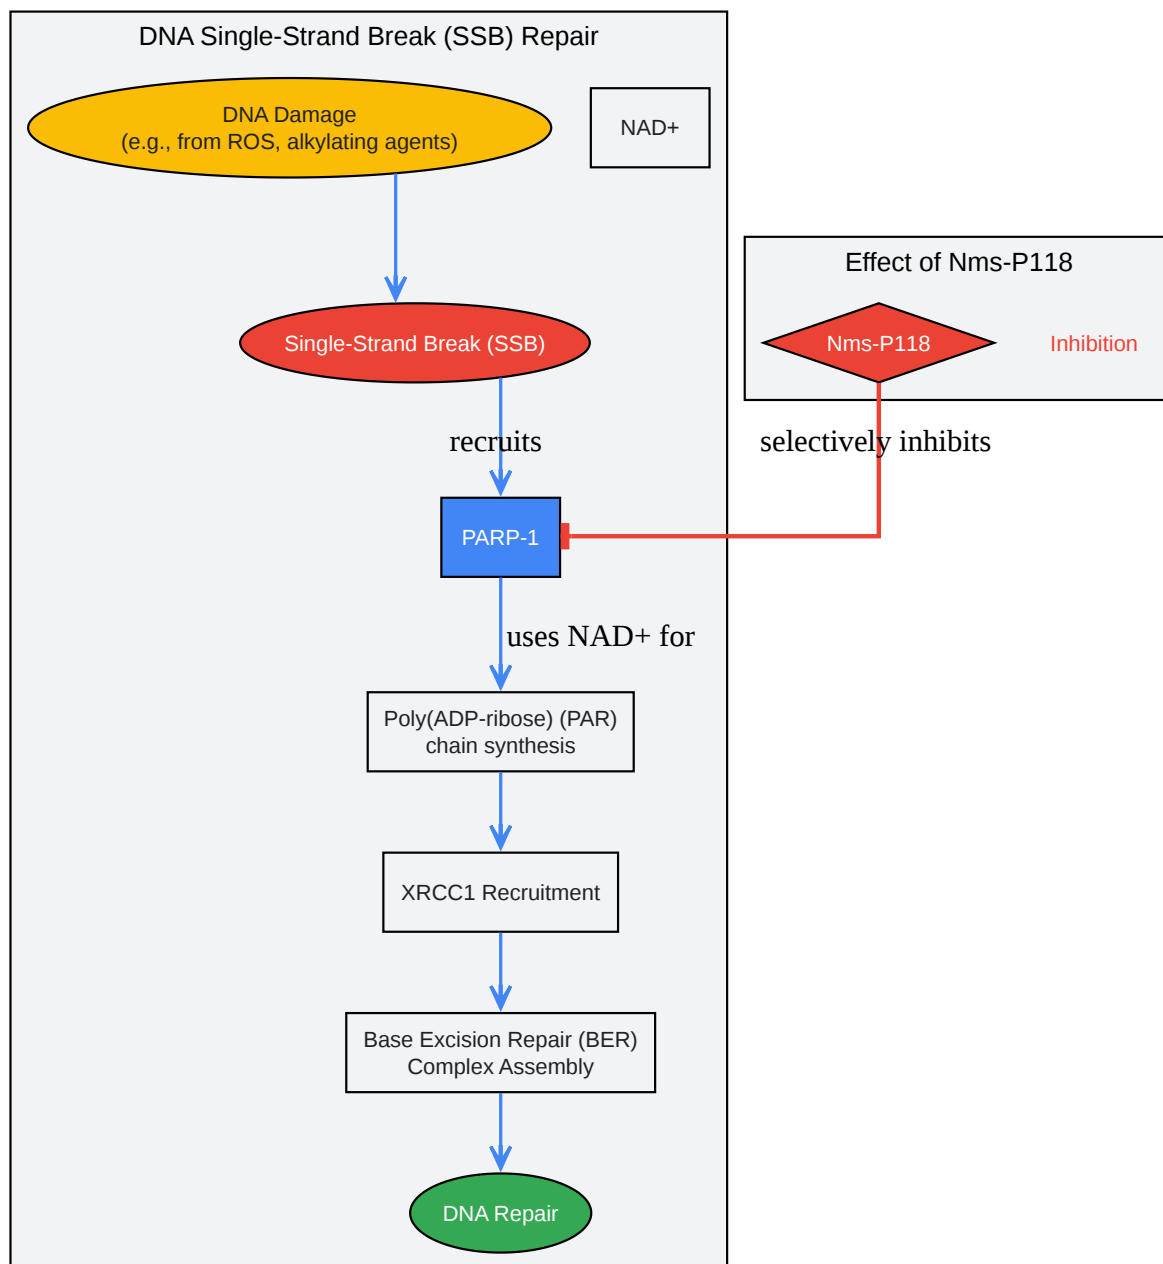 DNA Single-Strand Break (SSB) Repair
DNA Damage
(e.g., from ROS, alkylating agents)
NAD+
Effect of Nms-P118
Single-Strand Break (SSB)
Nms-P118
Inhibition
recruits
selectively inhibits
PARP-1
uses NAD+ for
Poly(ADP-ribose) (PAR)
chain synthesis
XRCC1 Recruitment
Base Excision Repair (BER)
Complex Assembly
DNA Repair